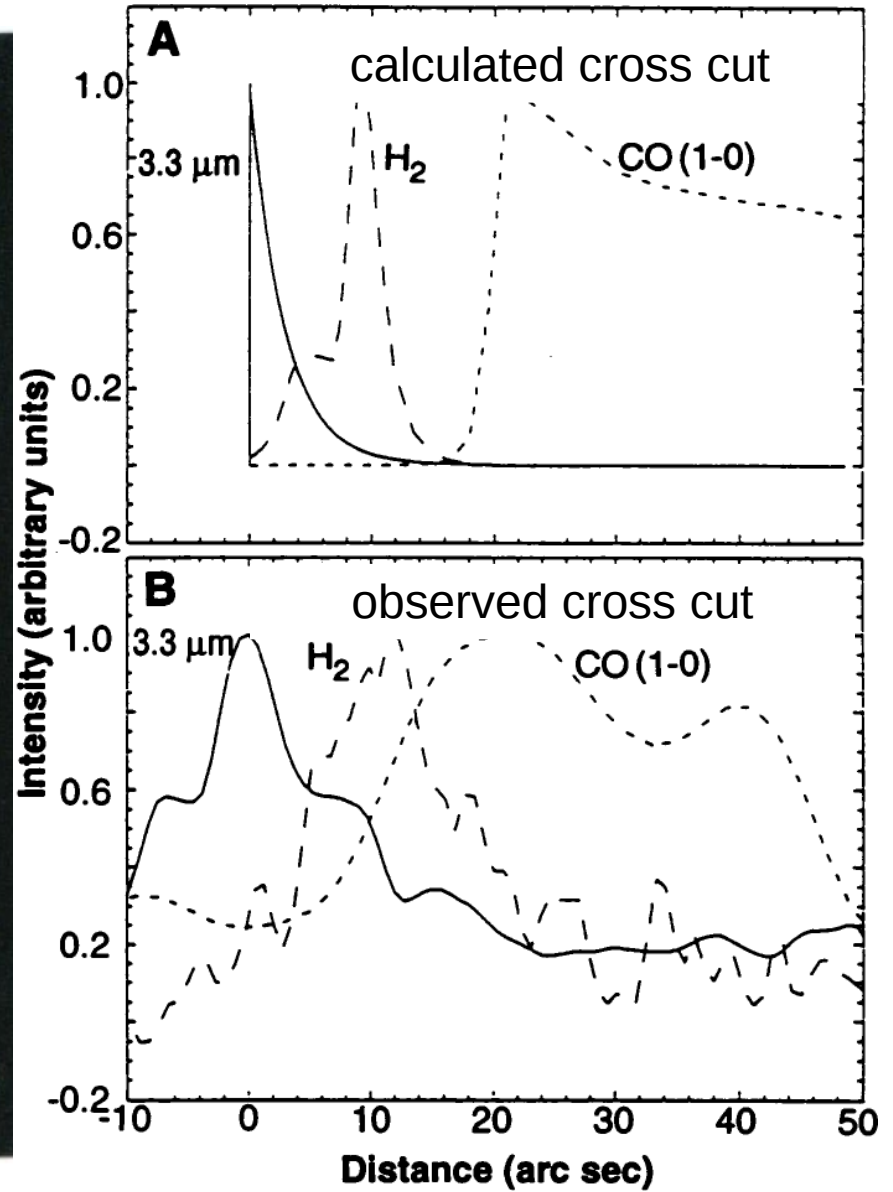 A
calculated cross cut
1.0
3.3 μm
H2
CO (1-0)
0.6
0.2
-0.2
Intensity (arbitrary units)
B
observed cross cut
1.0
3.3 μm
H2
CO (1-0)
0.6
0.2
-0.2
-10 0 10 20 30 40 50
Distance (arc sec)